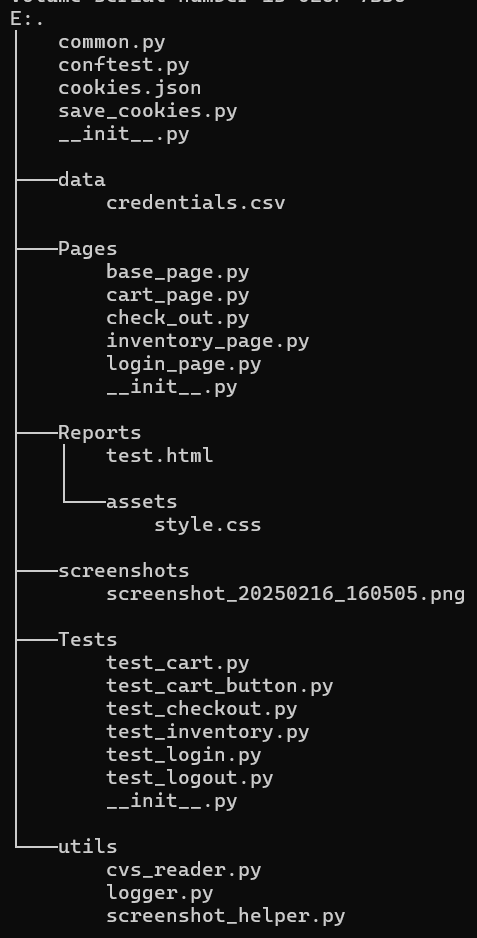 E:.
common.py
conftest.py
cookies.json
save_cookies.py
__init__.py
data
credentials.csv
Pages
base_page.py
cart_page.py
check_out.py
inventory_page.py
login_page.py
__init__.py
Reports
test.html
assets
style.css
screenshots
screenshot_20250216_160505.png
Tests
test_cart.py
test_cart_button.py
test_checkout.py
test_inventory.py
test_login.py
test_logout.py
__init__.py
utils
cvs_reader.py
logger.py
screenshot_helper.py